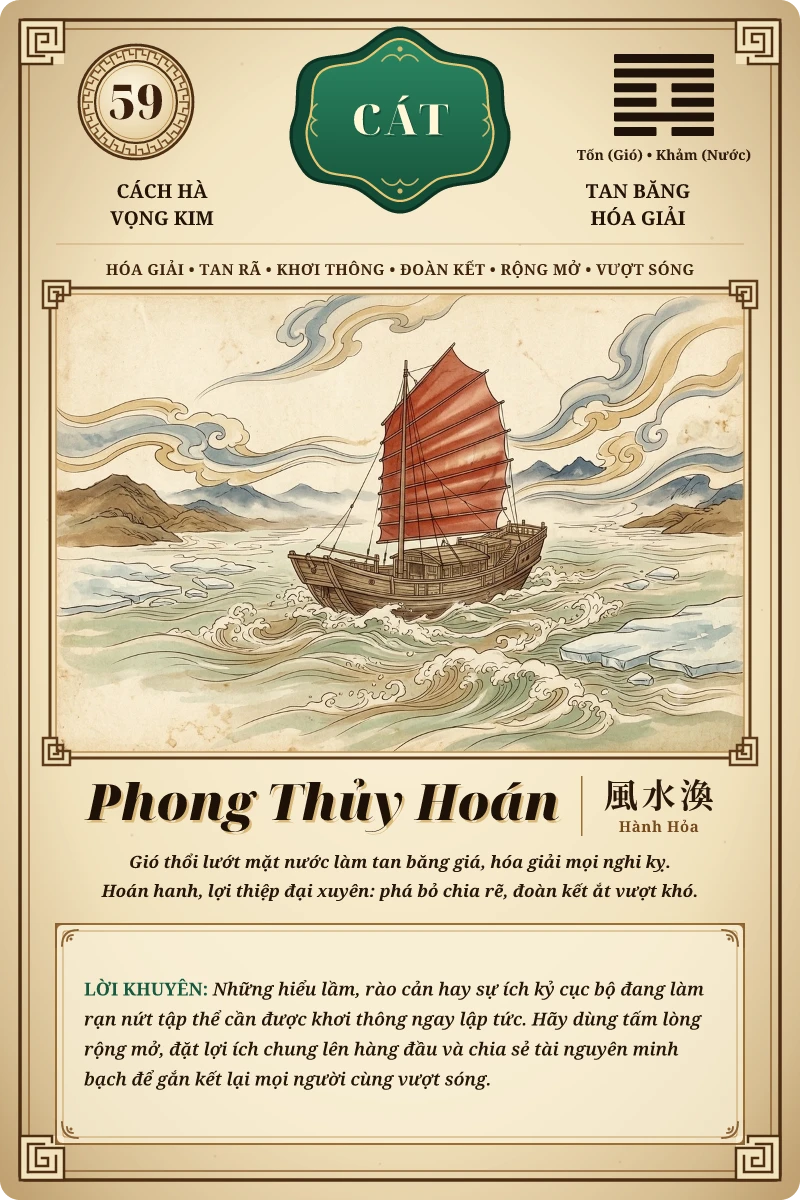 59
CÁT
Tốn (Gió) • Khảm (Nước)
CÁCH HÀ
VỌNG KIM
TAN BĂNG
HÓA GIẢI
HÓA GIẢI • TAN RÃ • KHƠI THÔNG • ĐOÀN KẾT • RỘNG MỞ • VƯỢT SÓNG
Phong Thủy Hoán
風水渙
Hành Hỏa
Gió thổi lướt mặt nước làm tan băng giá, hóa giải mọi nghi kỵ.
Hoán hanh, lợi thiệp đại xuyên: phá bỏ chia rẽ, đoàn kết ắt vượt khó.
LỜI KHUYÊN: Những hiểu lầm, rào cản hay sự ích kỷ cục bộ đang làm
rạn nứt tập thể cần được khơi thông ngay lập tức. Hãy dùng tấm lòng
rộng mở, đặt lợi ích chung lên hàng đầu và chia sẻ tài nguyên minh
bạch để gắn kết lại mọi người cùng vượt sóng.